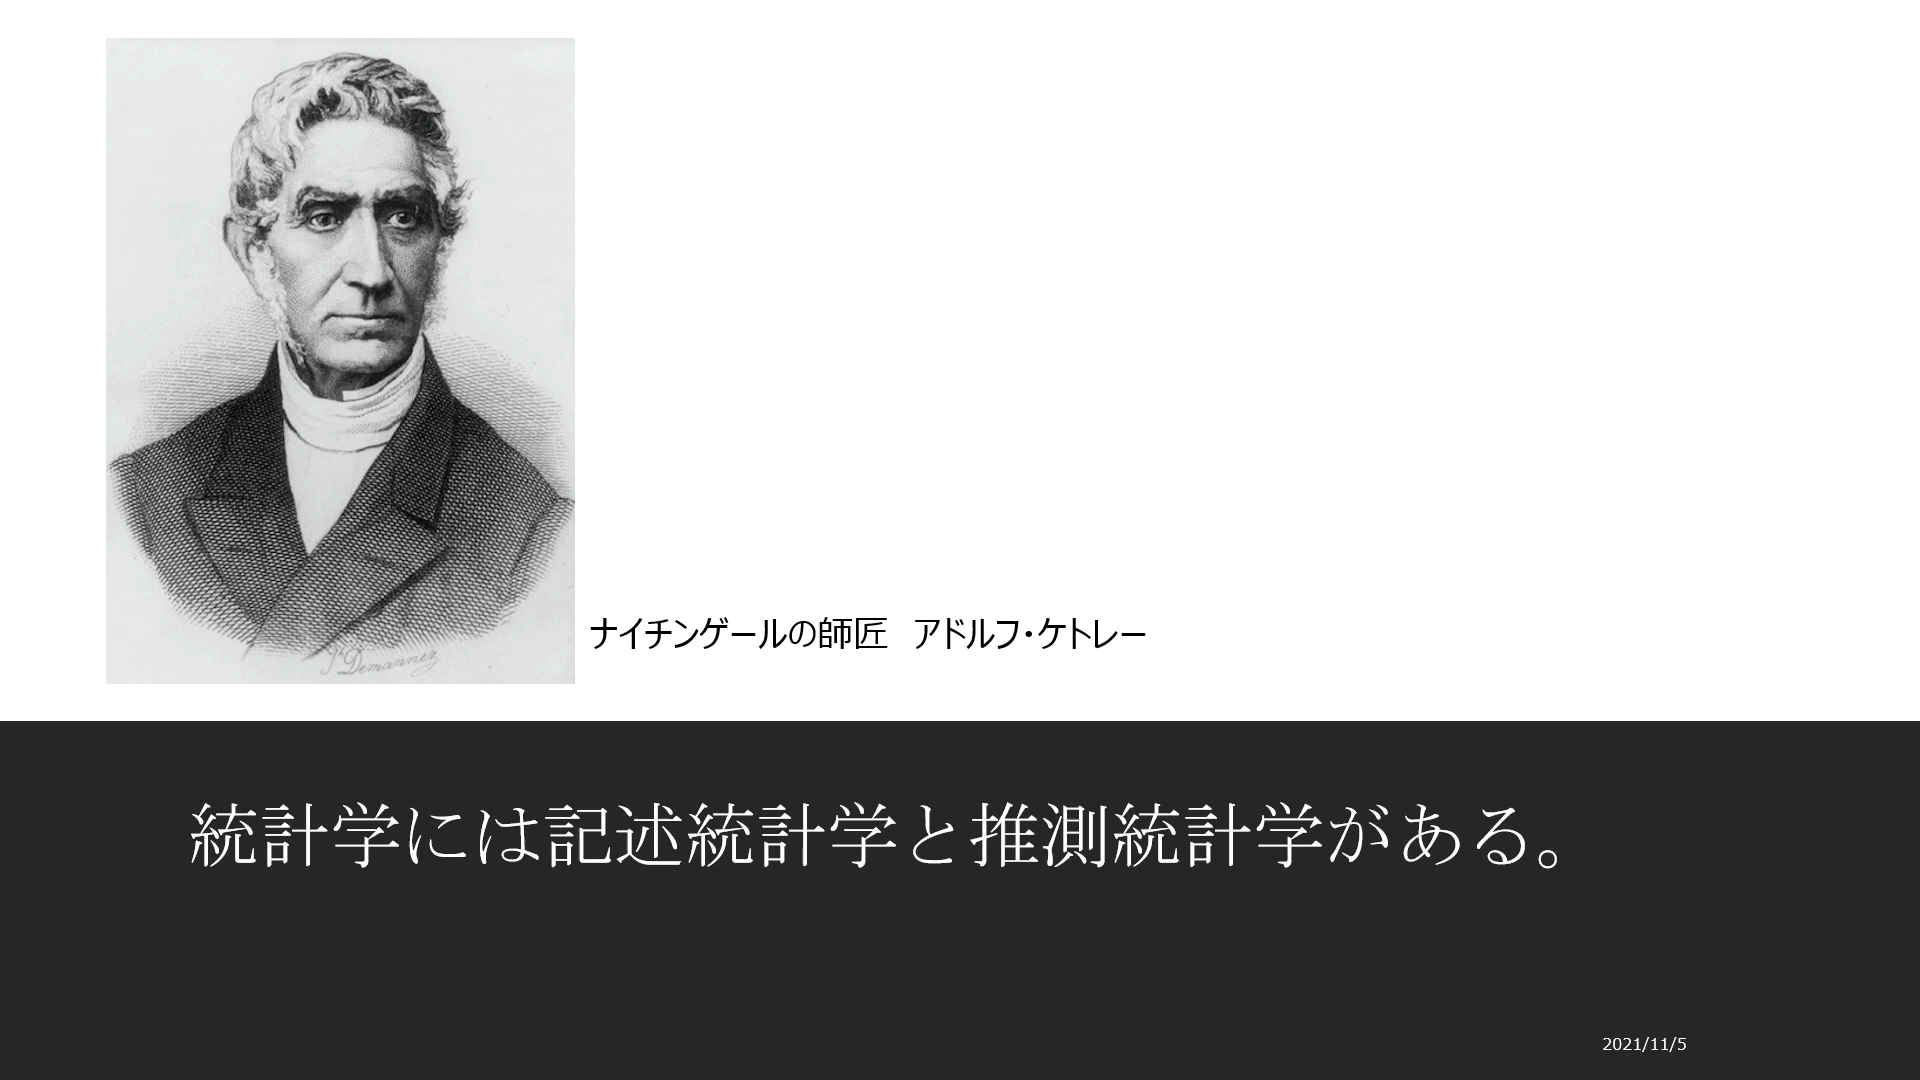 J. Demannez
ナイチンゲールの師匠　アドルフ・ケトレー
統計学には記述統計学と推測統計学がある。
2021/11/5